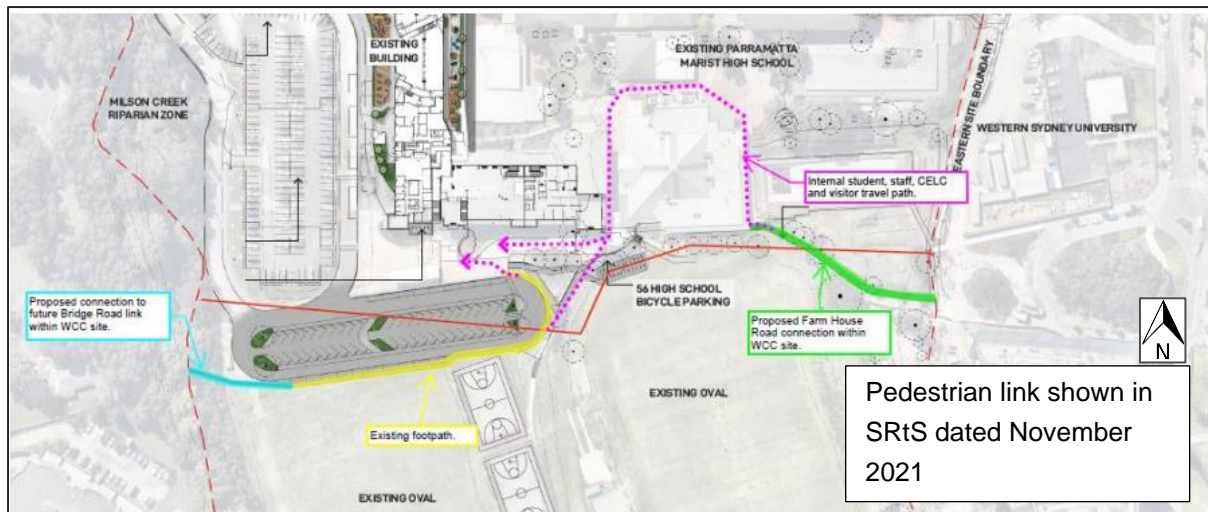 EXISTING
BUILDING
EXISTING PARRAMATTA
MARIST HIGH SCHOOL
MILSON CREEK
RIPARIAN ZONE
EASTERN SITE BOUNDARY
WESTERN SYDNEY UNIVERSITY
Internal student, staff, CELC
and visitor travel path.
Proposed connection to
future Bridge Road link
within WCC site.
56 HIGH SCHOOL
BICYCLE PARKING
Proposed Farm House
Road connection within
WCC site.
N
Existing footpath.
EXISTING OVAL
EXISTING OVAL
Pedestrian link shown in
SRtS dated November
2021